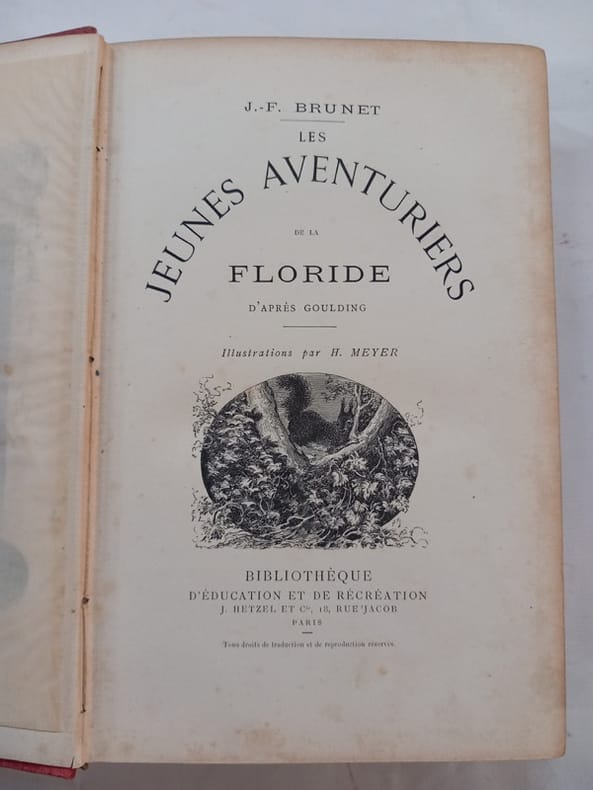 J.-F. BRUNET
LES
JEUNES AVENTURIERS
DE LA
FLORIDE
D'APRÈS GOULDING
Illustrations par H. MEYER
BIBLIOTHÈQUE
D'ÉDUCATION ET DE RÉCRÉATION
J. HETZEL ET Cie, 18, RUE JACOB
PARIS
Tous droits de traduction et de reproduction réservés.